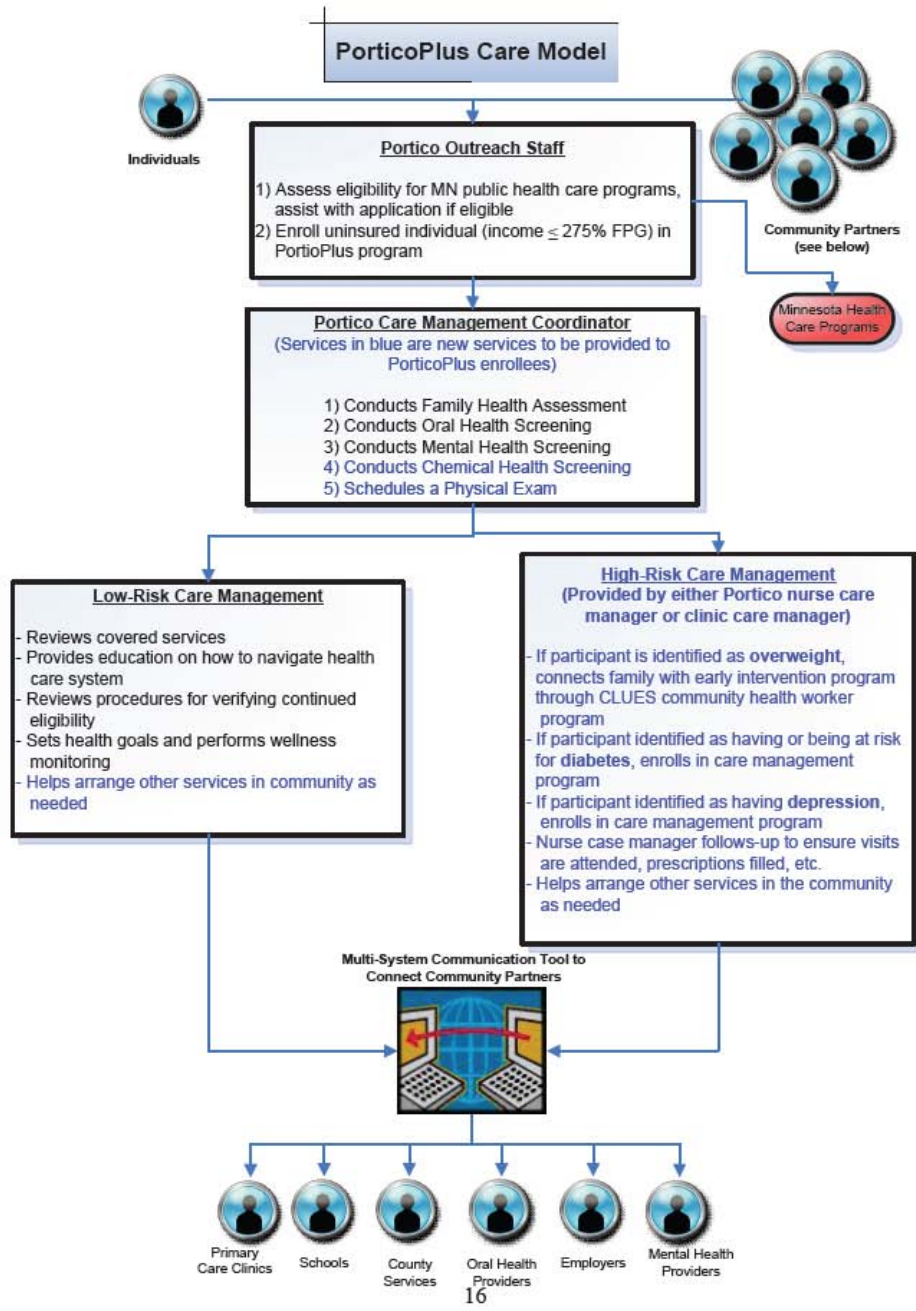 PorticoPlus Care Model
Individuals
Portico Outreach Staff
1) Assess eligibility for MN public health care programs,
assist with application if eligible
2) Enroll uninsured individual (income ≤ 275% FPG) in
PortioPlus program
Community Partners
(see below)
Minnesota Health
Care Programs
Portico Care Management Coordinator
(Services in blue are new services to be provided to
PorticoPlus enrollees)
1) Conducts Family Health Assessment
2) Conducts Oral Health Screening
3) Conducts Mental Health Screening
4) Conducts Chemical Health Screening
5) Schedules a Physical Exam
Low-Risk Care Management
- Reviews covered services
- Provides education on how to navigate health
care system
- Reviews procedures for verifying continued
eligibility
- Sets health goals and performs wellness
monitoring
- Helps arrange other services in community as
needed
High-Risk Care Management
(Provided by either Portico nurse care
manager or clinic care manager)
- If participant is identified as overweight,
connects family with early intervention program
through CLUES community health worker
program
- If participant identified as having or being at risk
for diabetes, enrolls in care management
program
- If participant identified as having depression,
enrolls in care management program
- Nurse case manager follows-up to ensure visits
are attended, prescriptions filled, etc.
- Helps arrange other services in the community
as needed
Multi-System Communication Tool to
Connect Community Partners
Primary
Care Clinics
Schools
County
Services
Oral Health
Providers
Employers
Mental Health
Providers
16